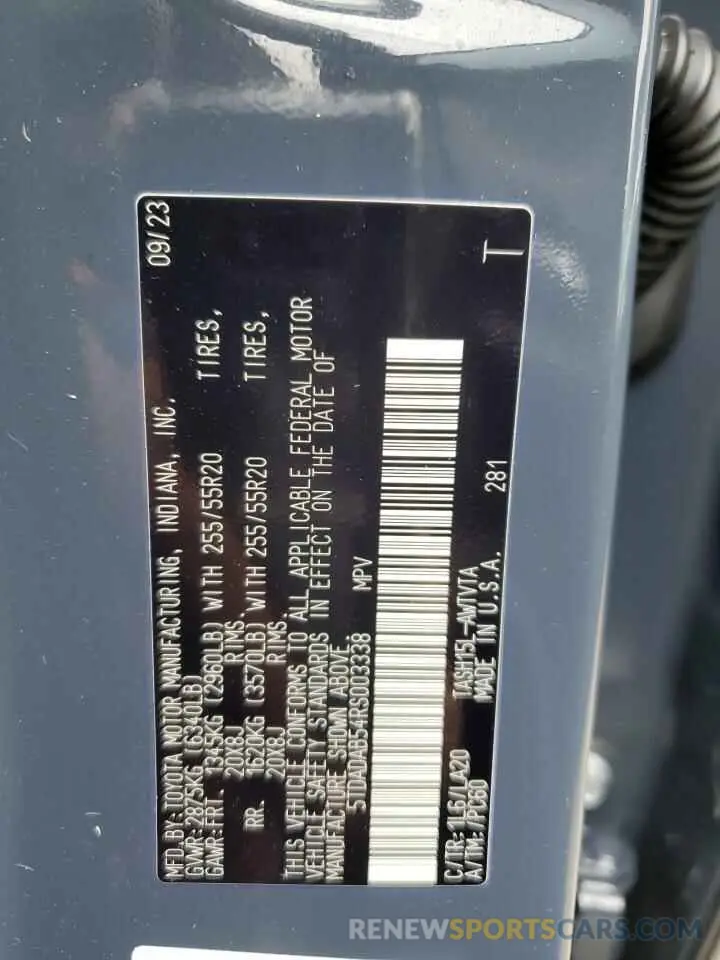 MFD.BY:TOYOTA MOTOR MANUFACTURING, INDIANA, INC. 09/23
GVWR:2875KG (6340LB)
GAWR:FRT. 1345KG (2960LB) WITH 255/55R20 TIRES,
20X8J RIMS.
RR. 1620KG (3570LB) WITH 255/55R20 TIRES,
20X8J RIMS.
THIS VEHICLE CONFORMS TO ALL APPLICABLE FEDERAL MOTOR
VEHICLE SAFETY STANDARDS IN EFFECT ON THE DATE OF
MANUFACTURE SHOWN ABOVE.
5TDADAB54RS003338 MPV
C/TR:1L6/LA20 TASH15L-AWTVTA 281 T
A/TM: /PC60 MADE IN U.S.A.
RENEWSPORTSCARS.COM